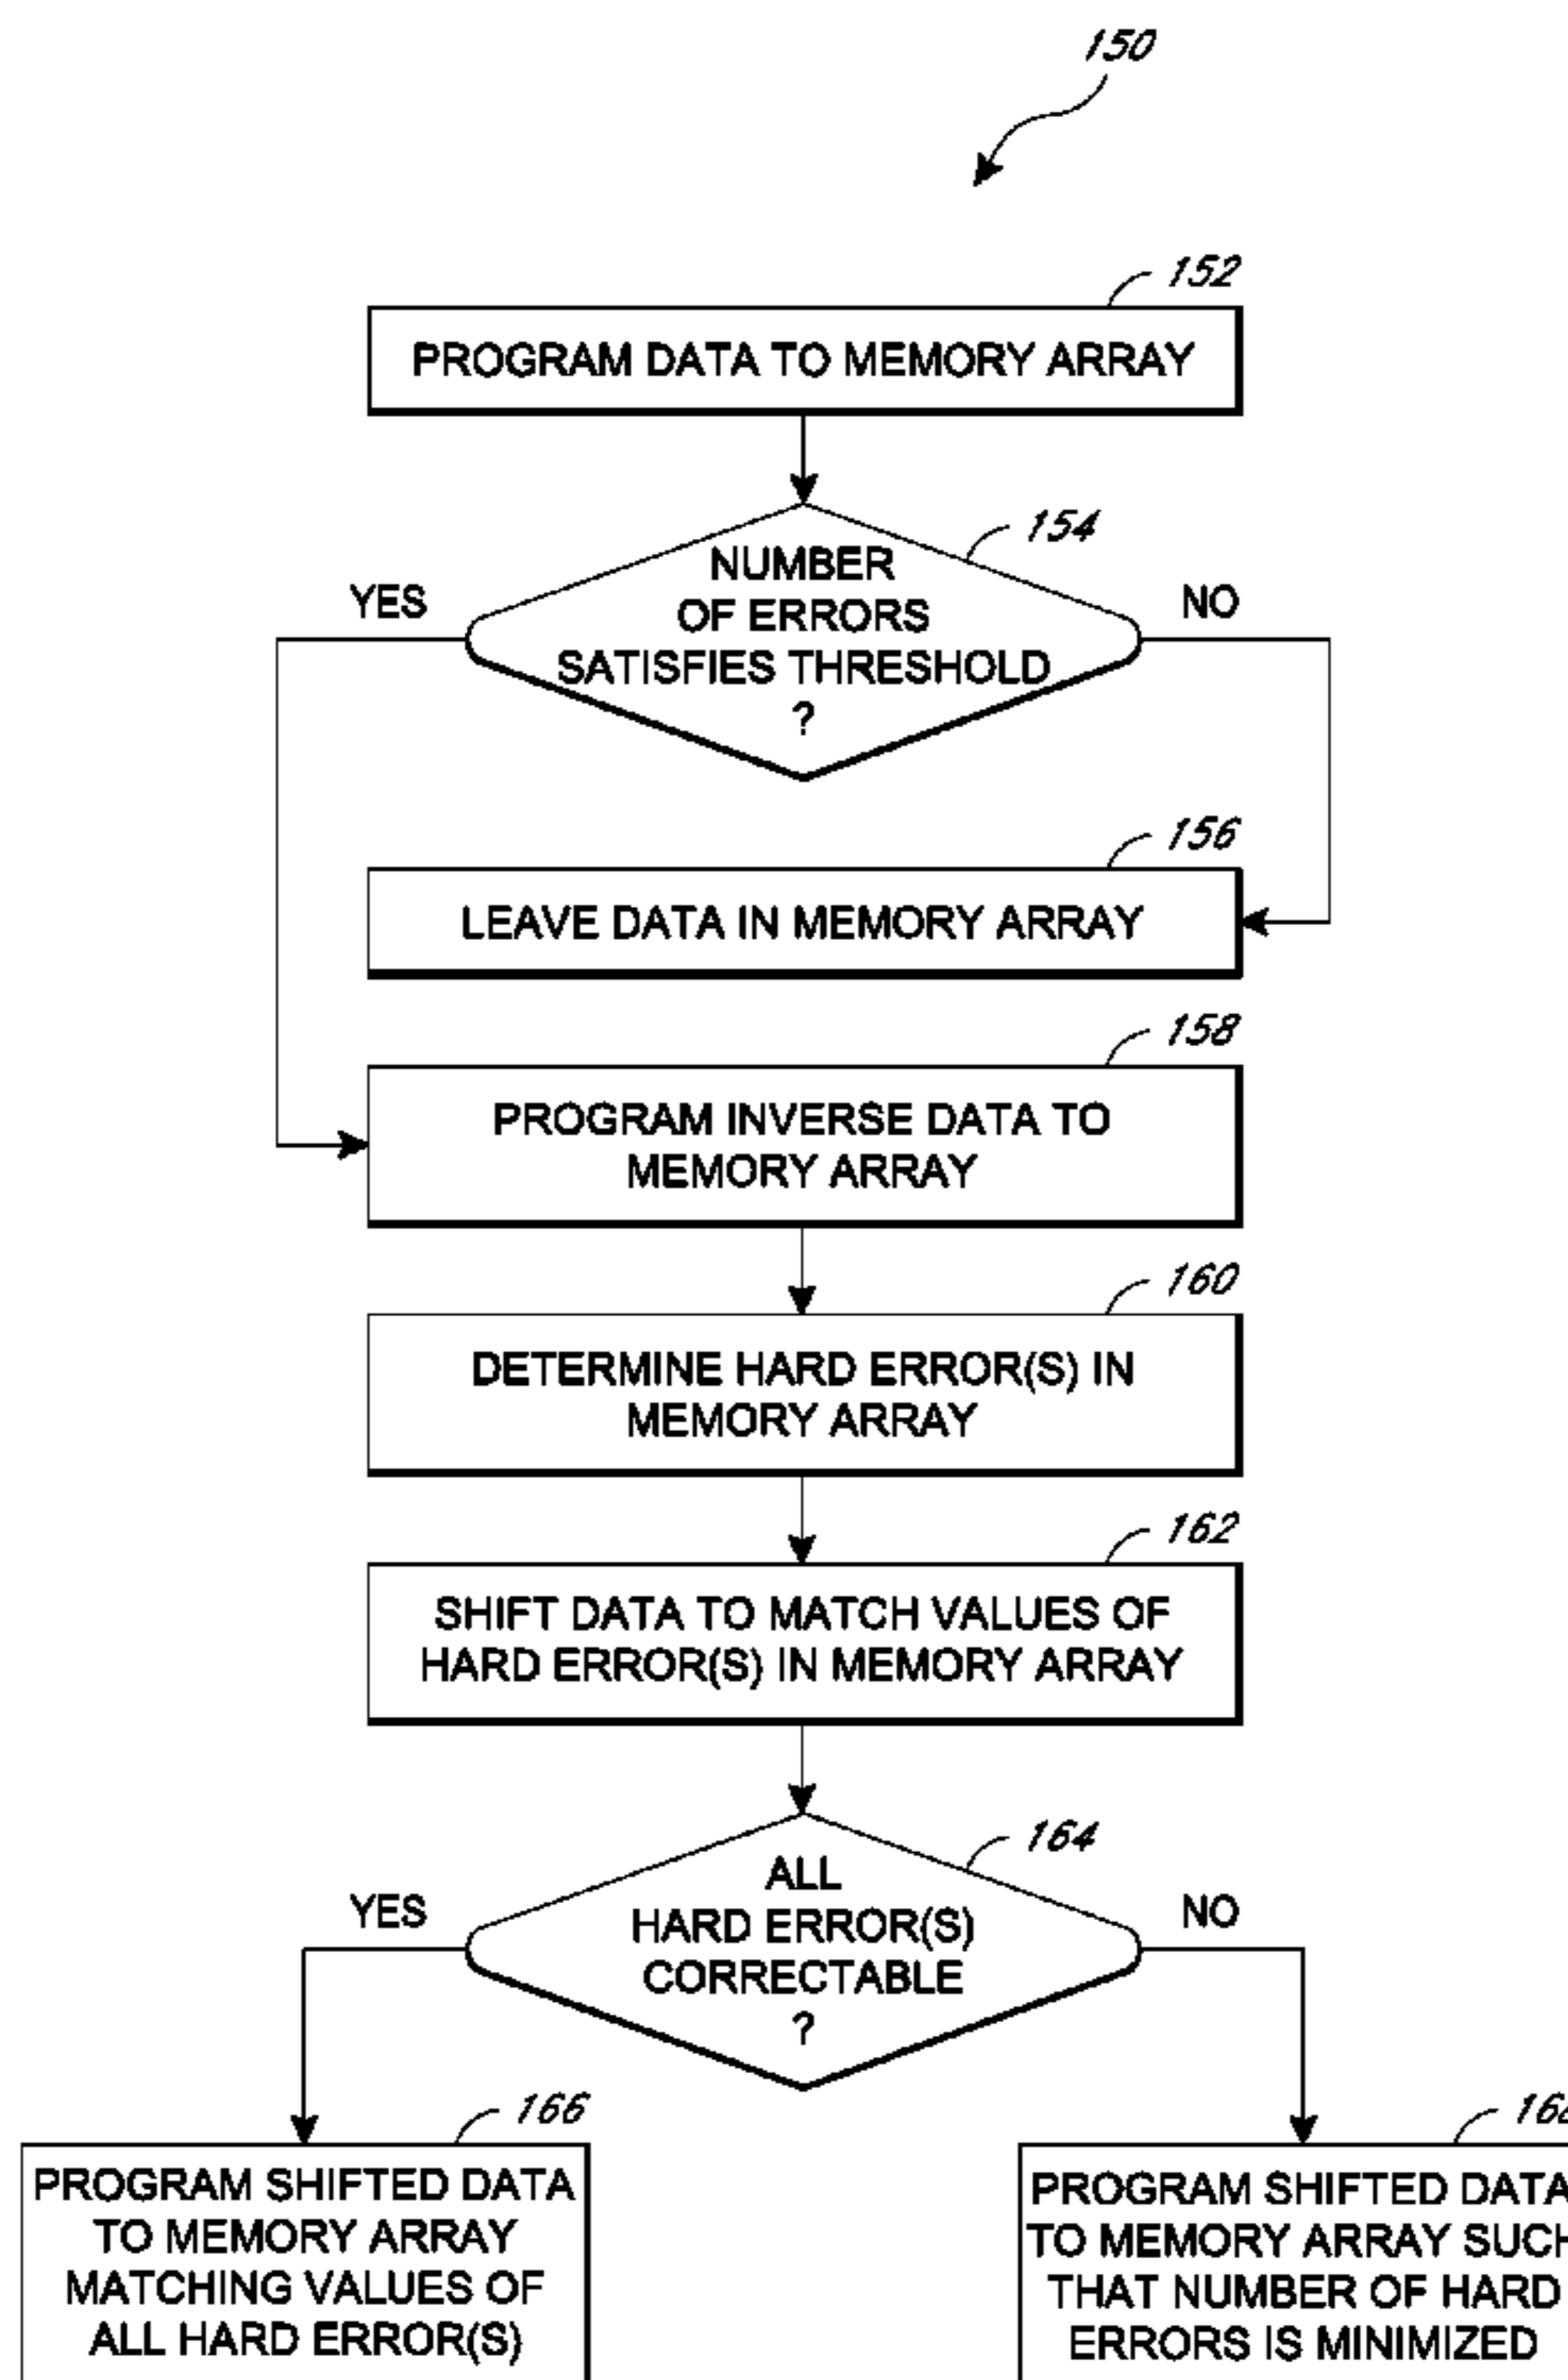 150
152
PROGRAM DATA TO MEMORY ARRAY
154
NUMBER
OF ERRORS
SATISFIES THRESHOLD
?
YES
NO
156
LEAVE DATA IN MEMORY ARRAY
158
PROGRAM INVERSE DATA TO
MEMORY ARRAY
160
DETERMINE HARD ERROR(S) IN
MEMORY ARRAY
162
SHIFT DATA TO MATCH VALUES OF
HARD ERROR(S) IN MEMORY ARRAY
164
ALL
HARD ERROR(S)
CORRECTABLE
?
YES
NO
166
PROGRAM SHIFTED DATA
TO MEMORY ARRAY
MATCHING VALUES OF
ALL HARD ERROR(S)
168
PROGRAM SHIFTED DATA
TO MEMORY ARRAY SUCH
THAT NUMBER OF HARD
ERRORS IS MINIMIZED